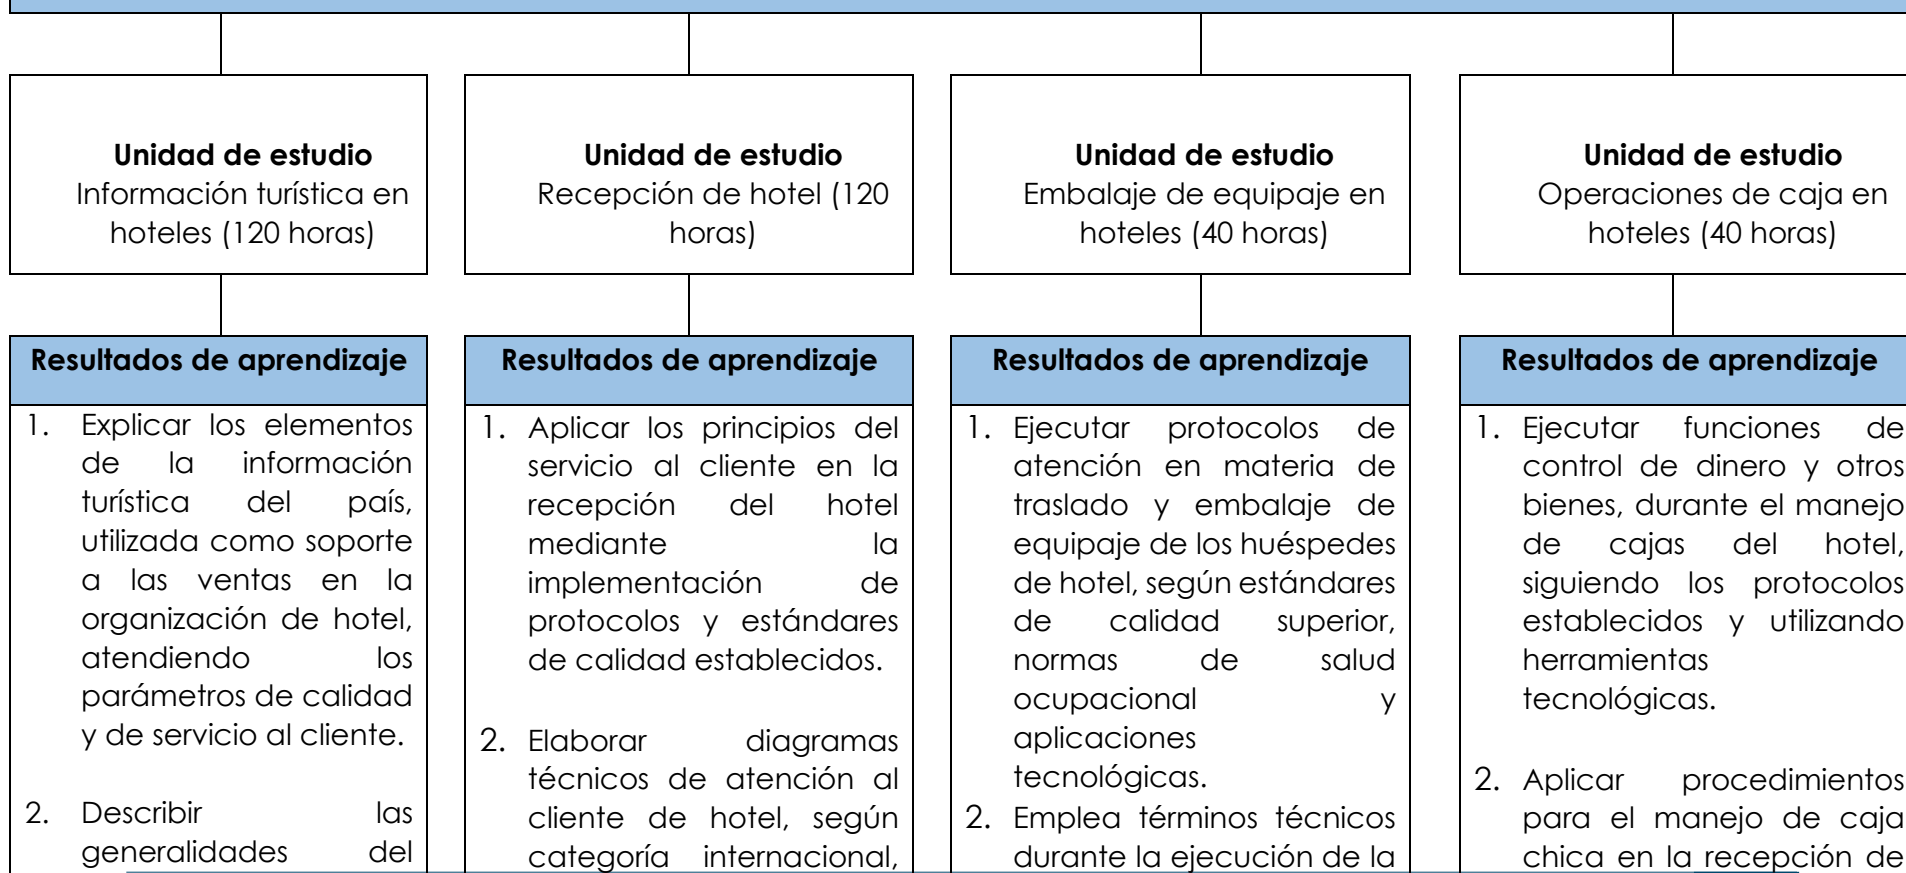 Unidad de estudio
Información turística en
hoteles (120 horas)
Unidad de estudio
Recepción de hotel (120
horas)
Unidad de estudio
Embalaje de equipaje en
hoteles (40 horas)
Unidad de estudio
Operaciones de caja en
hoteles (40 horas)
Resultados de aprendizaje
1. Explicar los elementos
de la información
turística del país,
utilizada como soporte
a las ventas en la
organización de hotel,
atendiendo los
parámetros de calidad
y de servicio al cliente.
2. Describir las
generalidades del
Resultados de aprendizaje
1. Aplicar los principios del
servicio al cliente en la
recepción del hotel
mediante la
implementación de
protocolos y estándares
de calidad establecidos.
2. Elaborar diagramas
técnicos de atención al
cliente de hotel, según
categoría internacional,
Resultados de aprendizaje
1. Ejecutar protocolos de
atención en materia de
traslado y embalaje de
equipaje de los huéspedes
de hotel, según estándares
de calidad superior,
normas de salud
ocupacional y
aplicaciones
tecnológicas.
2. Emplea términos técnicos
durante la ejecución de la
Resultados de aprendizaje
1. Ejecutar funciones de
control de dinero y otros
bienes, durante el manejo
de cajas del hotel,
siguiendo los protocolos
establecidos y utilizando
herramientas
tecnológicas.
2. Aplicar procedimientos
para el manejo de caja
chica en la recepción de